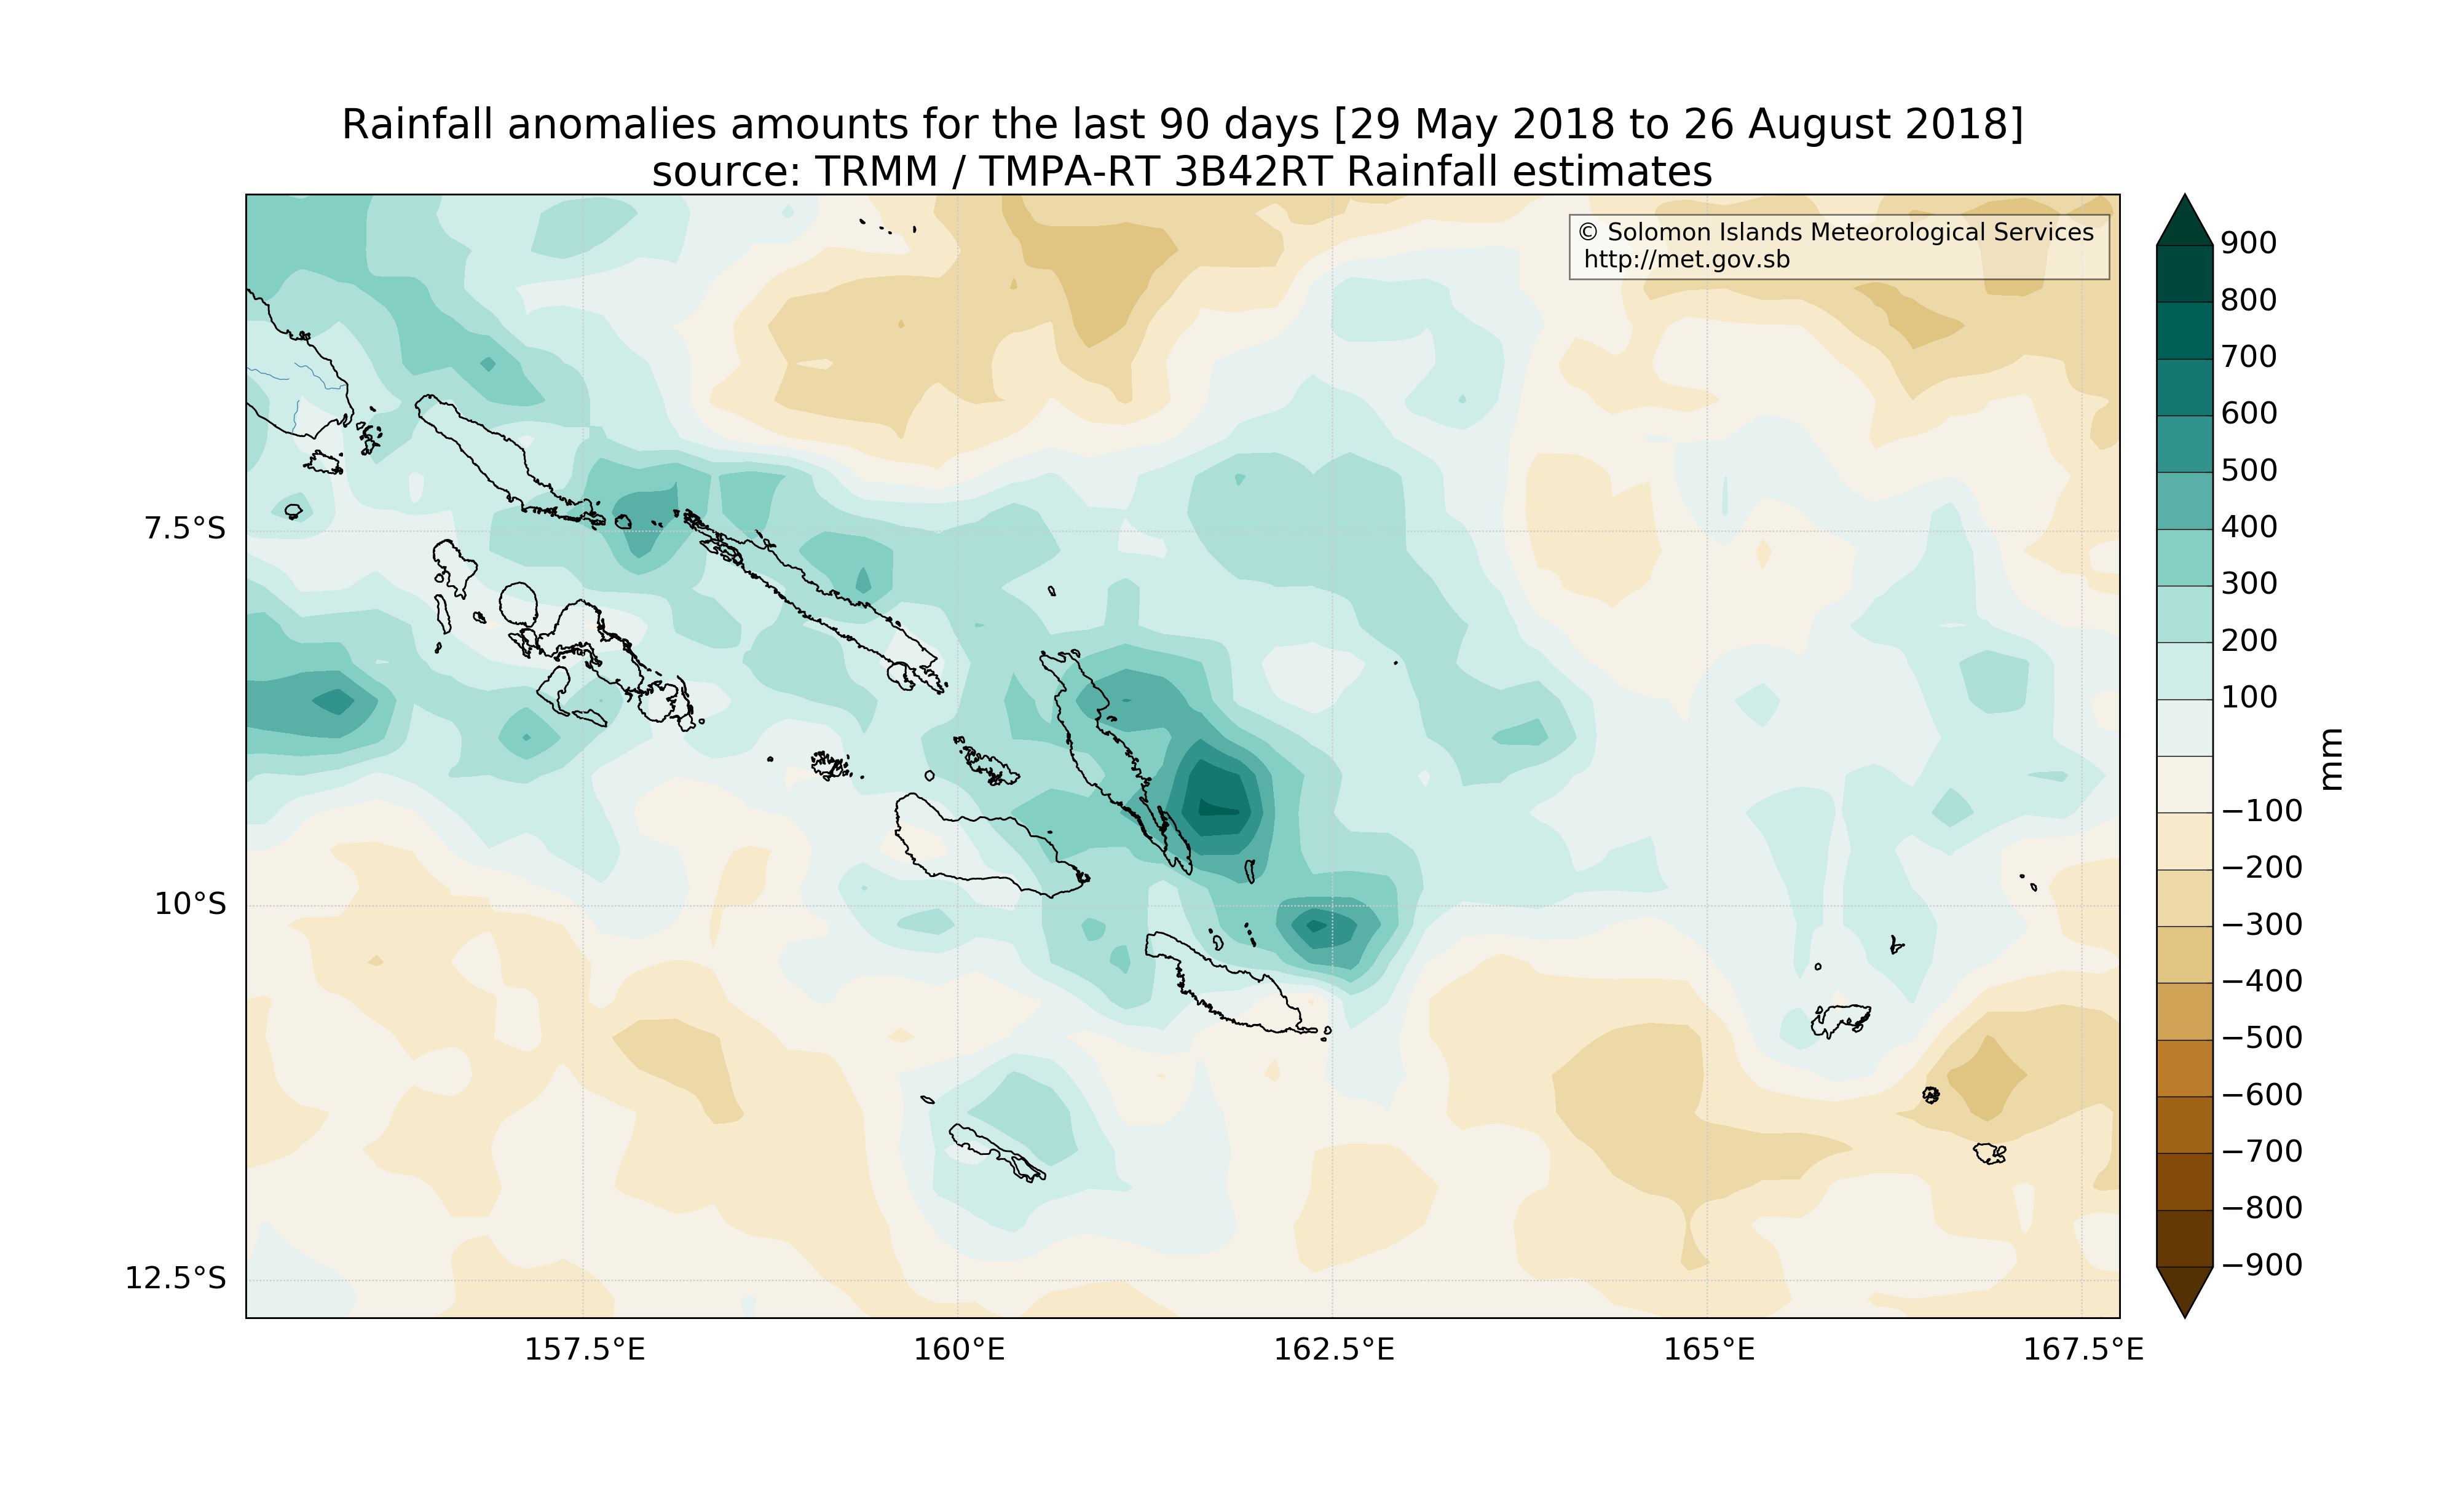 Rainfall anomalies amounts for the last 90 days [29 May 2018 to 26 August 2018]
source: TRMM / TMPA-RT 3B42RT Rainfall estimates
© Solomon Islands Meteorological Services
http://met.gov.sb
7.5°S
10°S
12.5°S
157.5°E
160°E
162.5°E
165°E
167.5°E
900
800
700
600
500
400
300
200
100
−100
−200
−300
−400
−500
−600
−700
−800
−900
mm